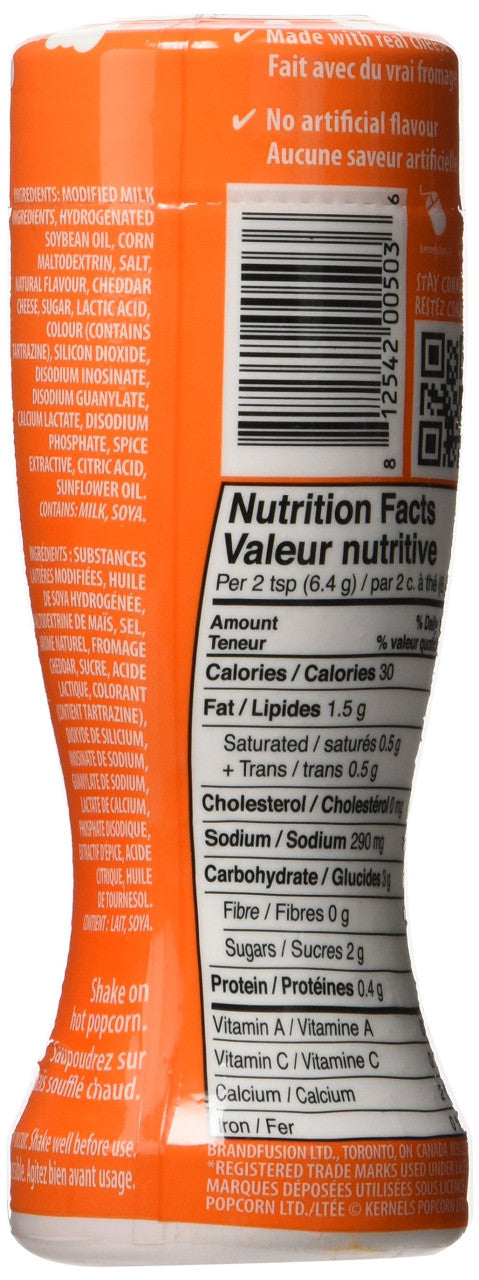 ✓ Made with real cheese
Fait avec du vrai fromage
✓ No artificial flavour
Aucune saveur artificielle
INGREDIENTS: MODIFIED MILK
INGREDIENTS, HYDROGENATED
SOYBEAN OIL, CORN
MALTODEXTRIN, SALT,
NATURAL FLAVOUR, CHEDDAR
CHEESE, SUGAR, LACTIC ACID,
COLOUR (CONTAINS
TARTRAZINE), SILICON DIOXIDE,
DISODIUM INOSINATE,
DISODIUM GUANYLATE,
CALCIUM LACTATE, DISODIUM
PHOSPHATE, SPICE
EXTRACTIVE, CITRIC ACID,
SUNFLOWER OIL.
CONTAINS: MILK, SOYA.
INGRÉDIENTS : SUBSTANCES
LAITIÈRES MODIFIÉES, HUILE
DE SOYA HYDROGÉNÉE,
MALTODEXTRINE DE MAÏS, SEL,
ARÔME NATUREL, FROMAGE
CHEDDAR, SUCRE, ACIDE
LACTIQUE, COLORANT
(CONTIENT TARTRAZINE),
DIOXYDE DE SILICIUM,
INOSINATE DE SODIUM,
GUANYLATE DE SODIUM,
LACTATE DE CALCIUM,
PHOSPHATE DISODIQUE,
EXTRACTIF D'ÉPICE, ACIDE
CITRIQUE, HUILE
DE TOURNESOL.
CONTIENT : LAIT, SOYA.
Shake on
hot popcorn.
Saupoudrez sur
maïs soufflé chaud.
occur. Shake well before use.
Agitez bien avant usage.
8 12542 00503 6
STAY
RESTEZ
Nutrition Facts
Valeur nutritive
Per 2 tsp (6.4 g) / par 2 c. à thé
Amount % Daily
Teneur % valeur
Calories / Calories 30
Fat / Lipides 1.5 g
Saturated / saturés 0.5 g
+ Trans / trans 0.5 g
Cholesterol / Cholestérol 0 mg
Sodium / Sodium 290 mg
Carbohydrate / Glucides 3 g
Fibre / Fibres 0 g
Sugars / Sucres 2 g
Protein / Protéines 0.4 g
Vitamin A / Vitamine A
Vitamin C / Vitamine C
Calcium / Calcium
Iron / Fer
BRANDFUSION LTD., TORONTO, ON CANADA
*REGISTERED TRADE MARKS USED UNDER
MARQUES DÉPOSÉES UTILISÉES SOUS LICENCE
POPCORN LTD./LTÉE © KERNELS POPCORN